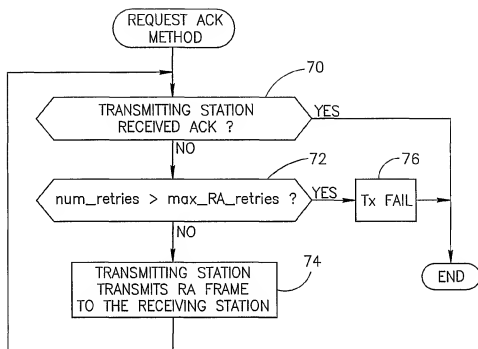 REQUEST ACK
METHOD
70
TRANSMITTING STATION
RECEIVED ACK ?
YES
NO
72
76
num_retries > max_RA_retries ?
YES
Tx FAIL
NO
74
END
TRANSMITTING STATION
TRANSMITS RA FRAME
TO THE RECEIVING STATION